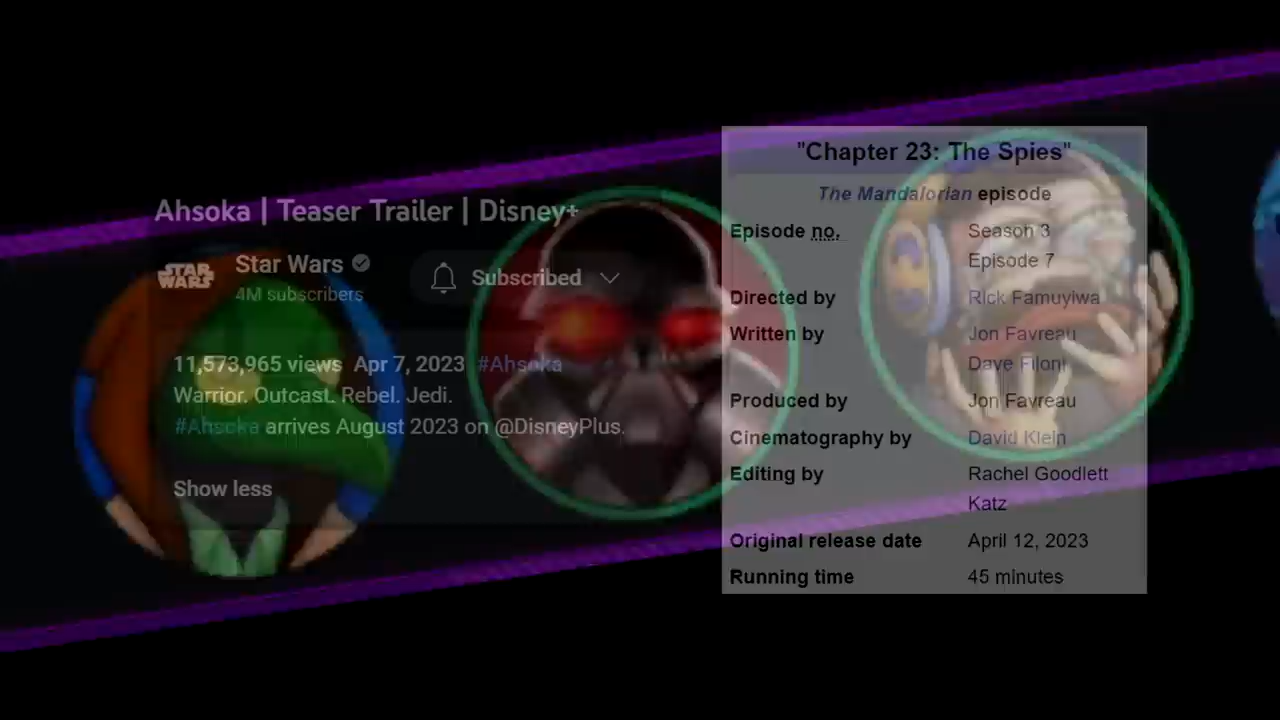 Ahsoka | Teaser Trailer | Disney+
STAR WARS
Star Wars
4M subscribers
Subscribed
11,573,965 views Apr 7, 2023 #Ahsoka
Warrior. Outcast. Rebel. Jedi.
#Ahsoka arrives August 2023 on @DisneyPlus.
Show less
"Chapter 23: The Spies"
The Mandalorian episode
Episode no. Season 3
Episode 7
Directed by Rick Famuyiwa
Written by Jon Favreau
Dave Filoni
Produced by Jon Favreau
Cinematography by David Klein
Editing by Rachel Goodlett
Katz
Original release date April 12, 2023
Running time 45 minutes